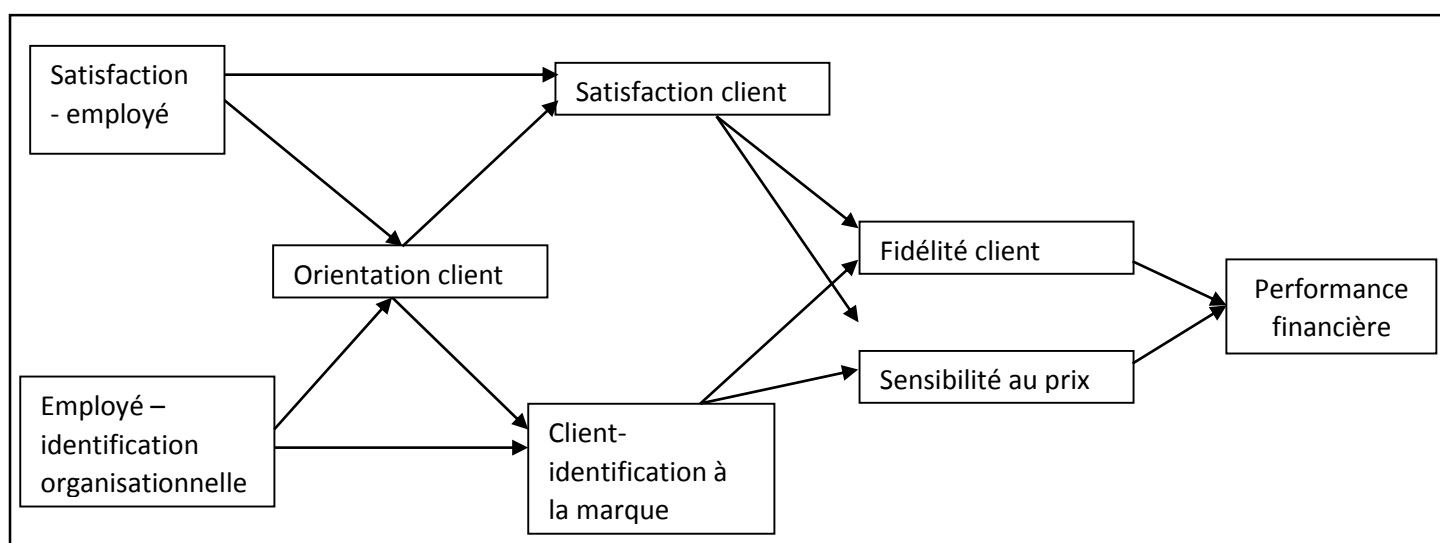 Satisfaction
- employé
Satisfaction client
Orientation client
Fidélité client
Performance
financière
Sensibilité au prix
Employé –
identification
organisationnelle
Client-
identification à
la marque